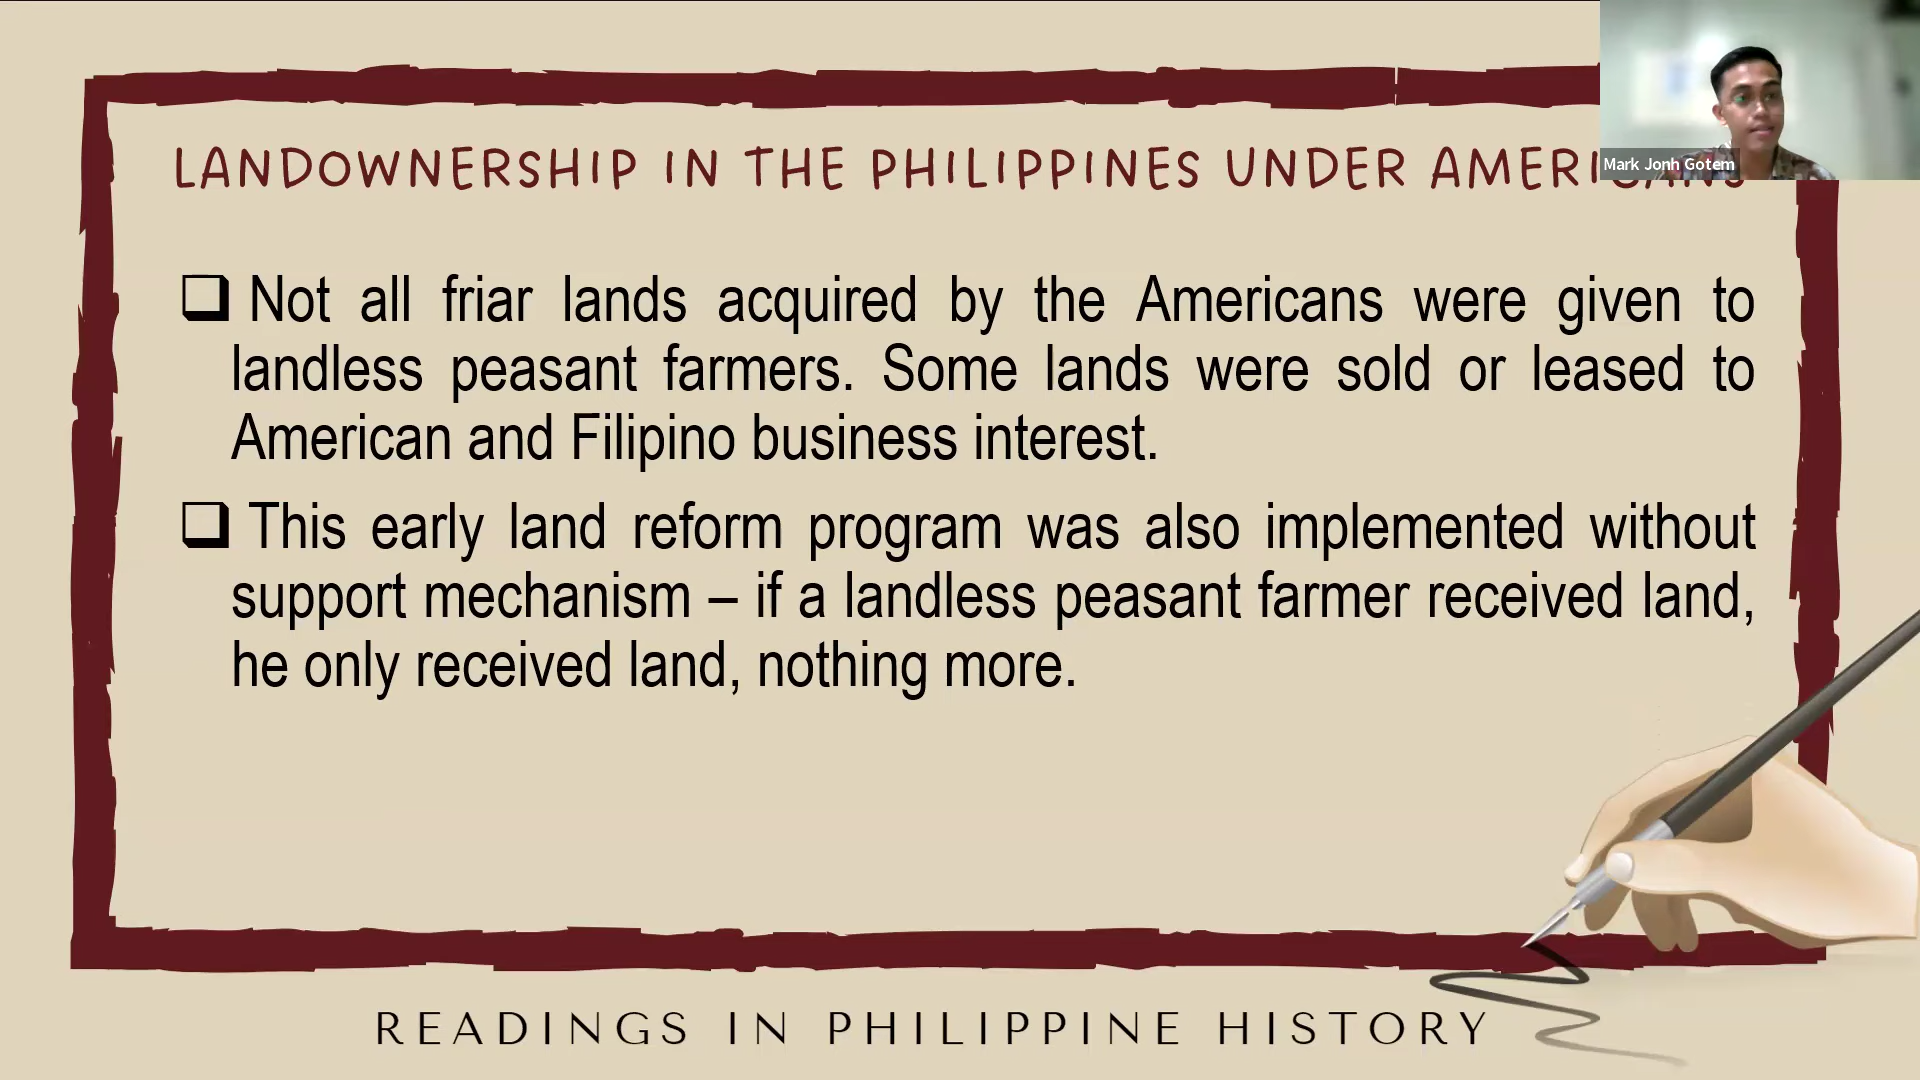 LANDOWNERSHIP IN THE PHILIPPINES UNDER AMERICANS
Mark Jonh Gotem
Not all friar lands acquired by the Americans were given to
landless peasant farmers. Some lands were sold or leased to
American and Filipino business interest.
This early land reform program was also implemented without
support mechanism – if a landless peasant farmer received land,
he only received land, nothing more.
READINGS IN PHILIPPINE HISTORY